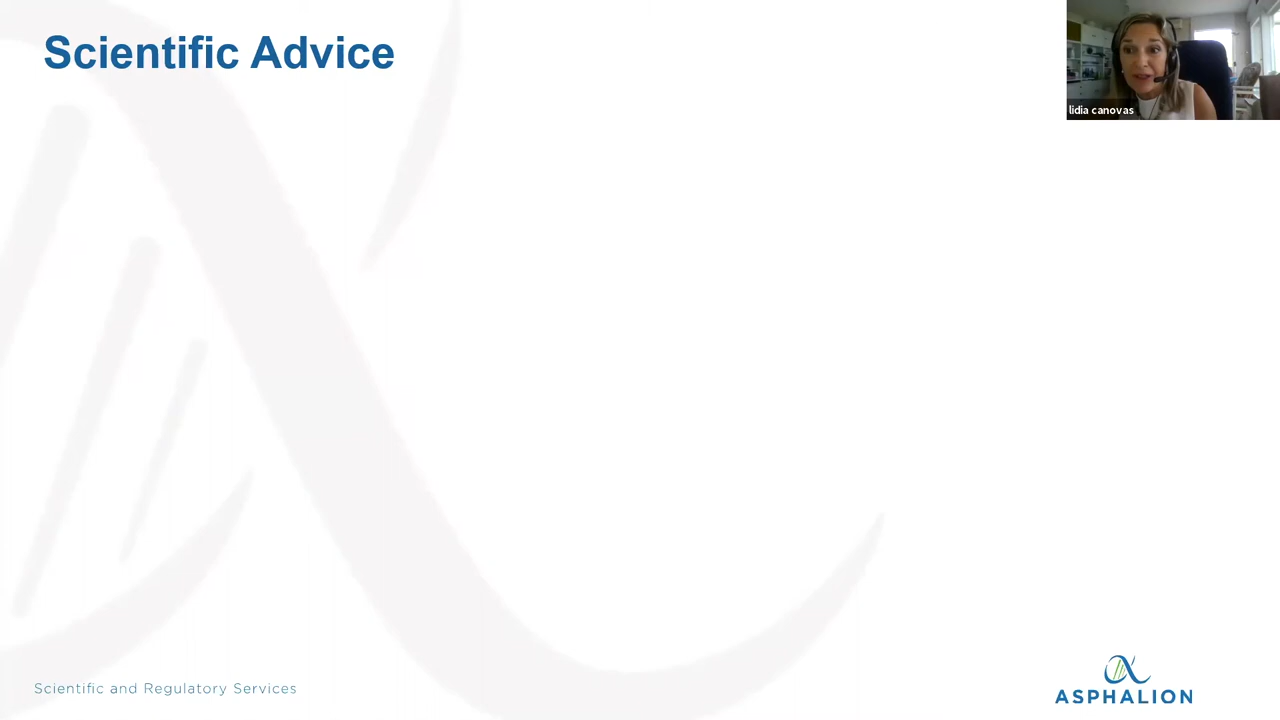 Scientific Advice
lidia canovas
Scientific and Regulatory Services
ASPHALION